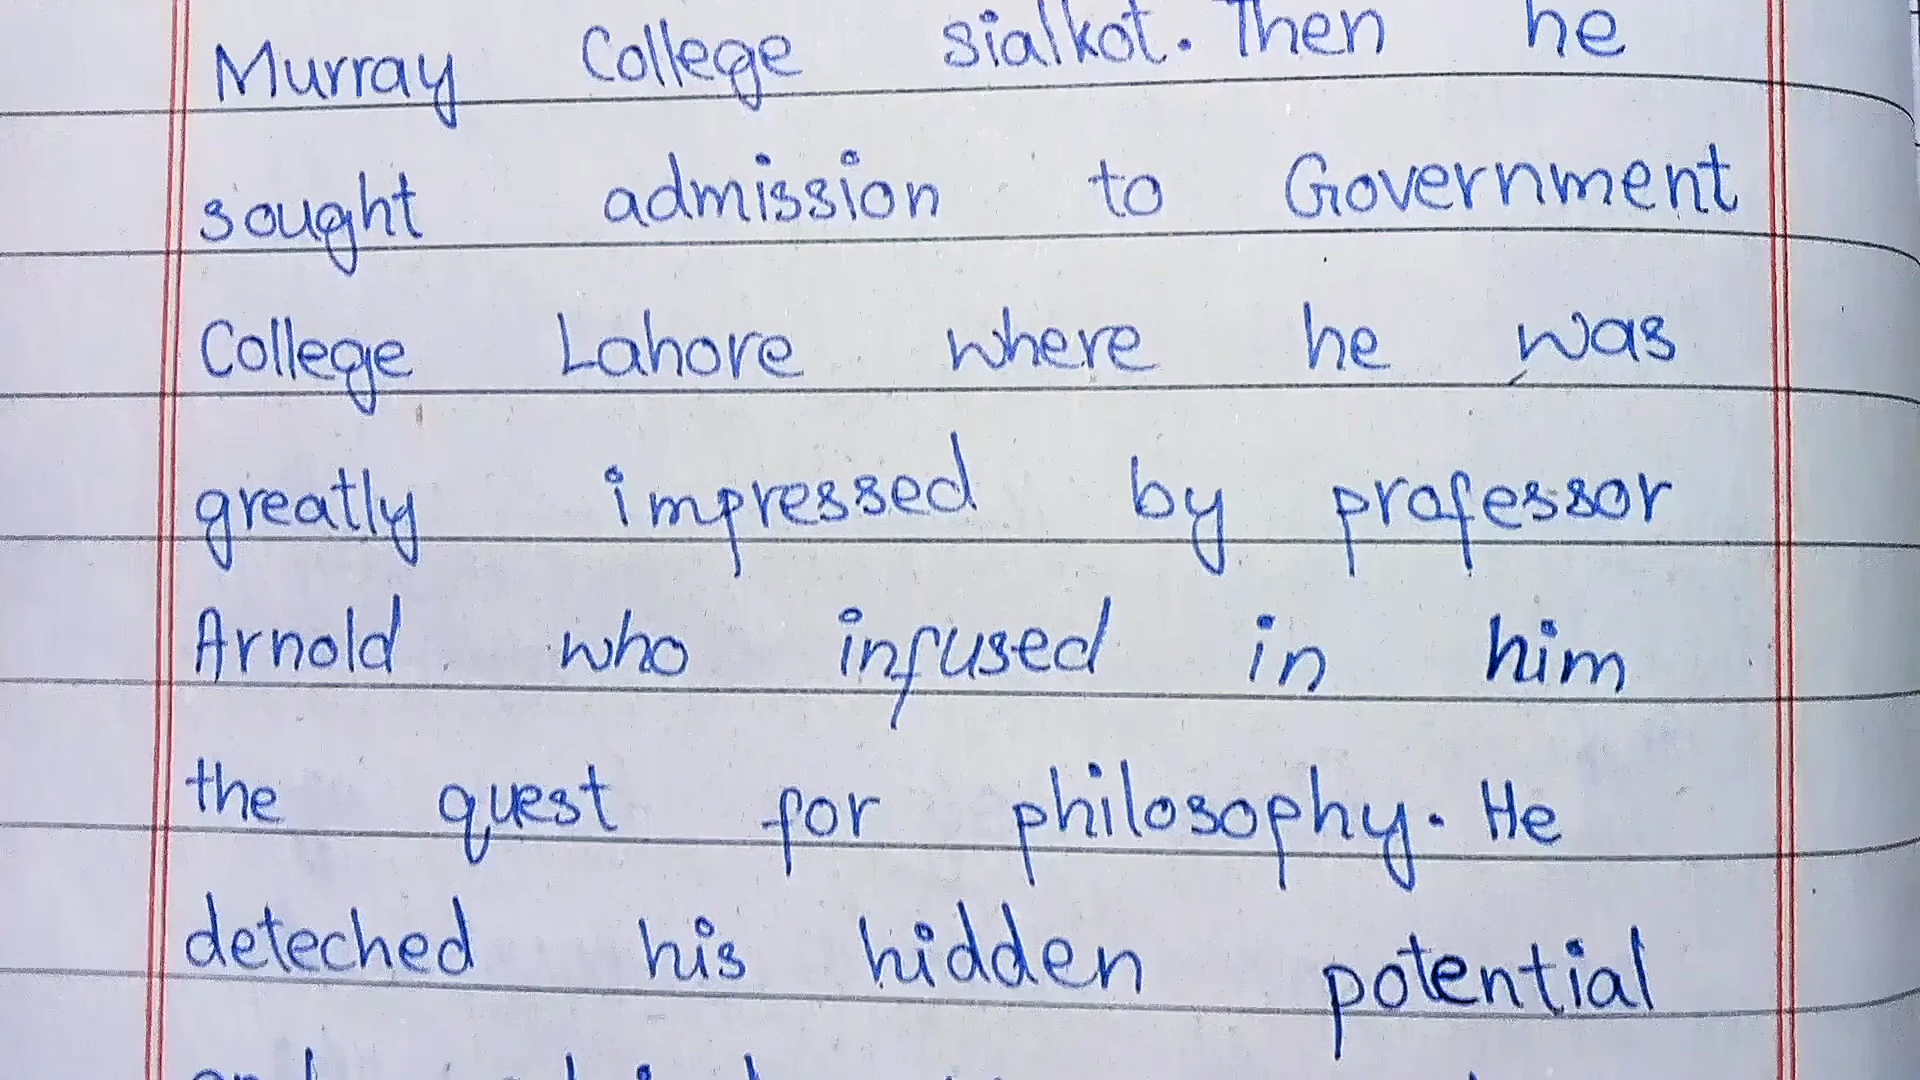 Murray College sialkot. Then he
sought admission to Government
College Lahore where he was
greatly impressed by professor
Arnold who infused in him
the quest for philosophy. He
deteched his hidden potential